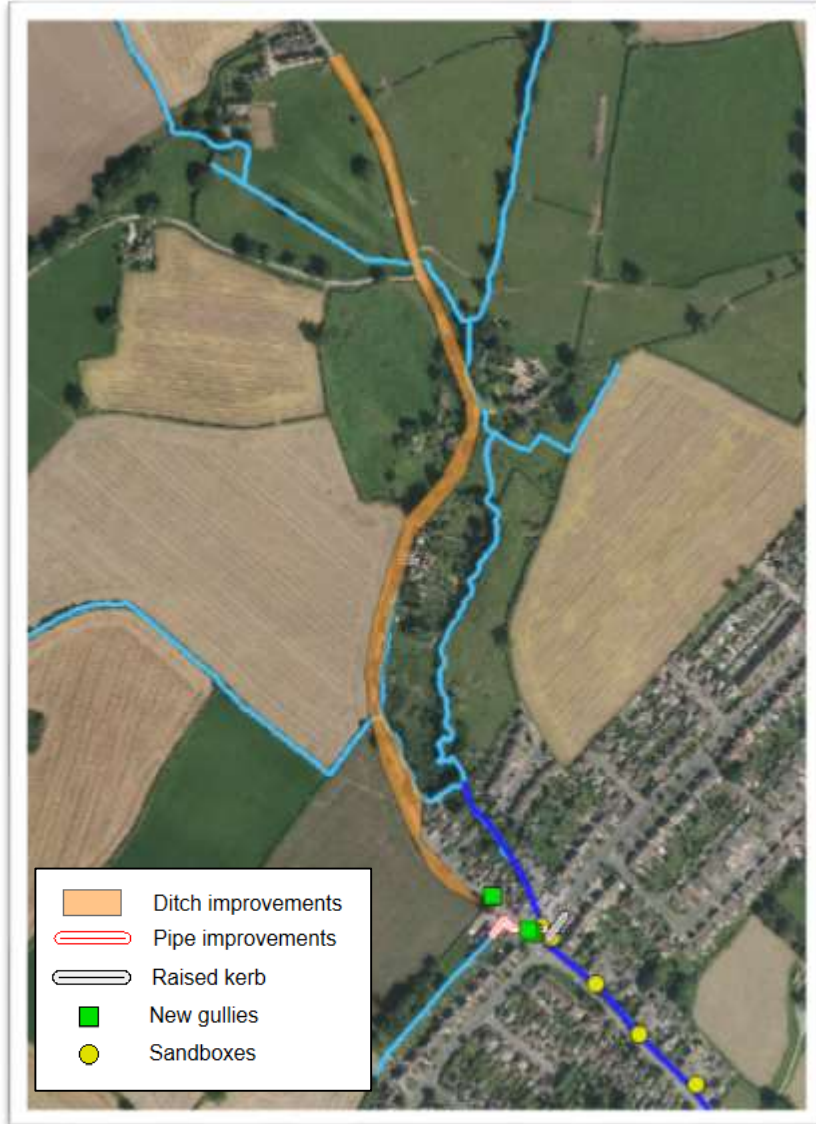 Ditch improvements
Pipe improvements
Raised kerb
New gullies
Sandboxes